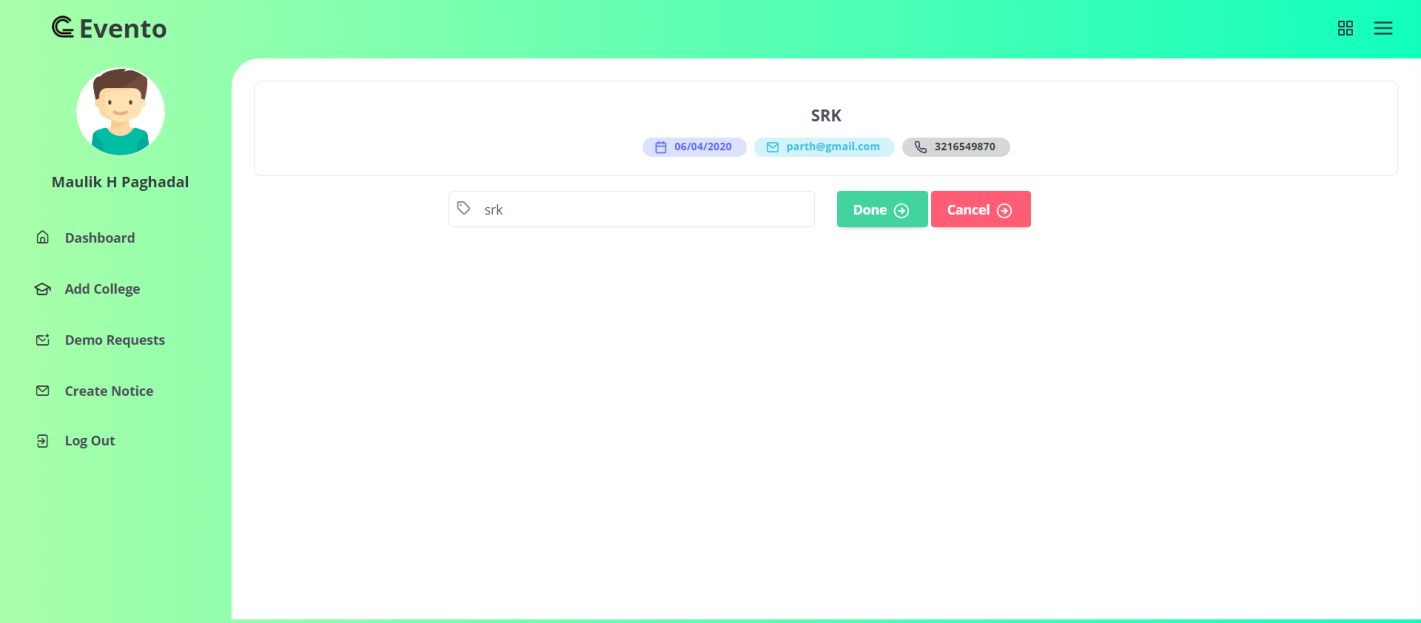 Evento
Maulik H Paghadal
Dashboard
Add College
Demo Requests
Create Notice
Log Out
SRK
06/04/2020 parth@gmail.com 3216549870
srk Done Cancel